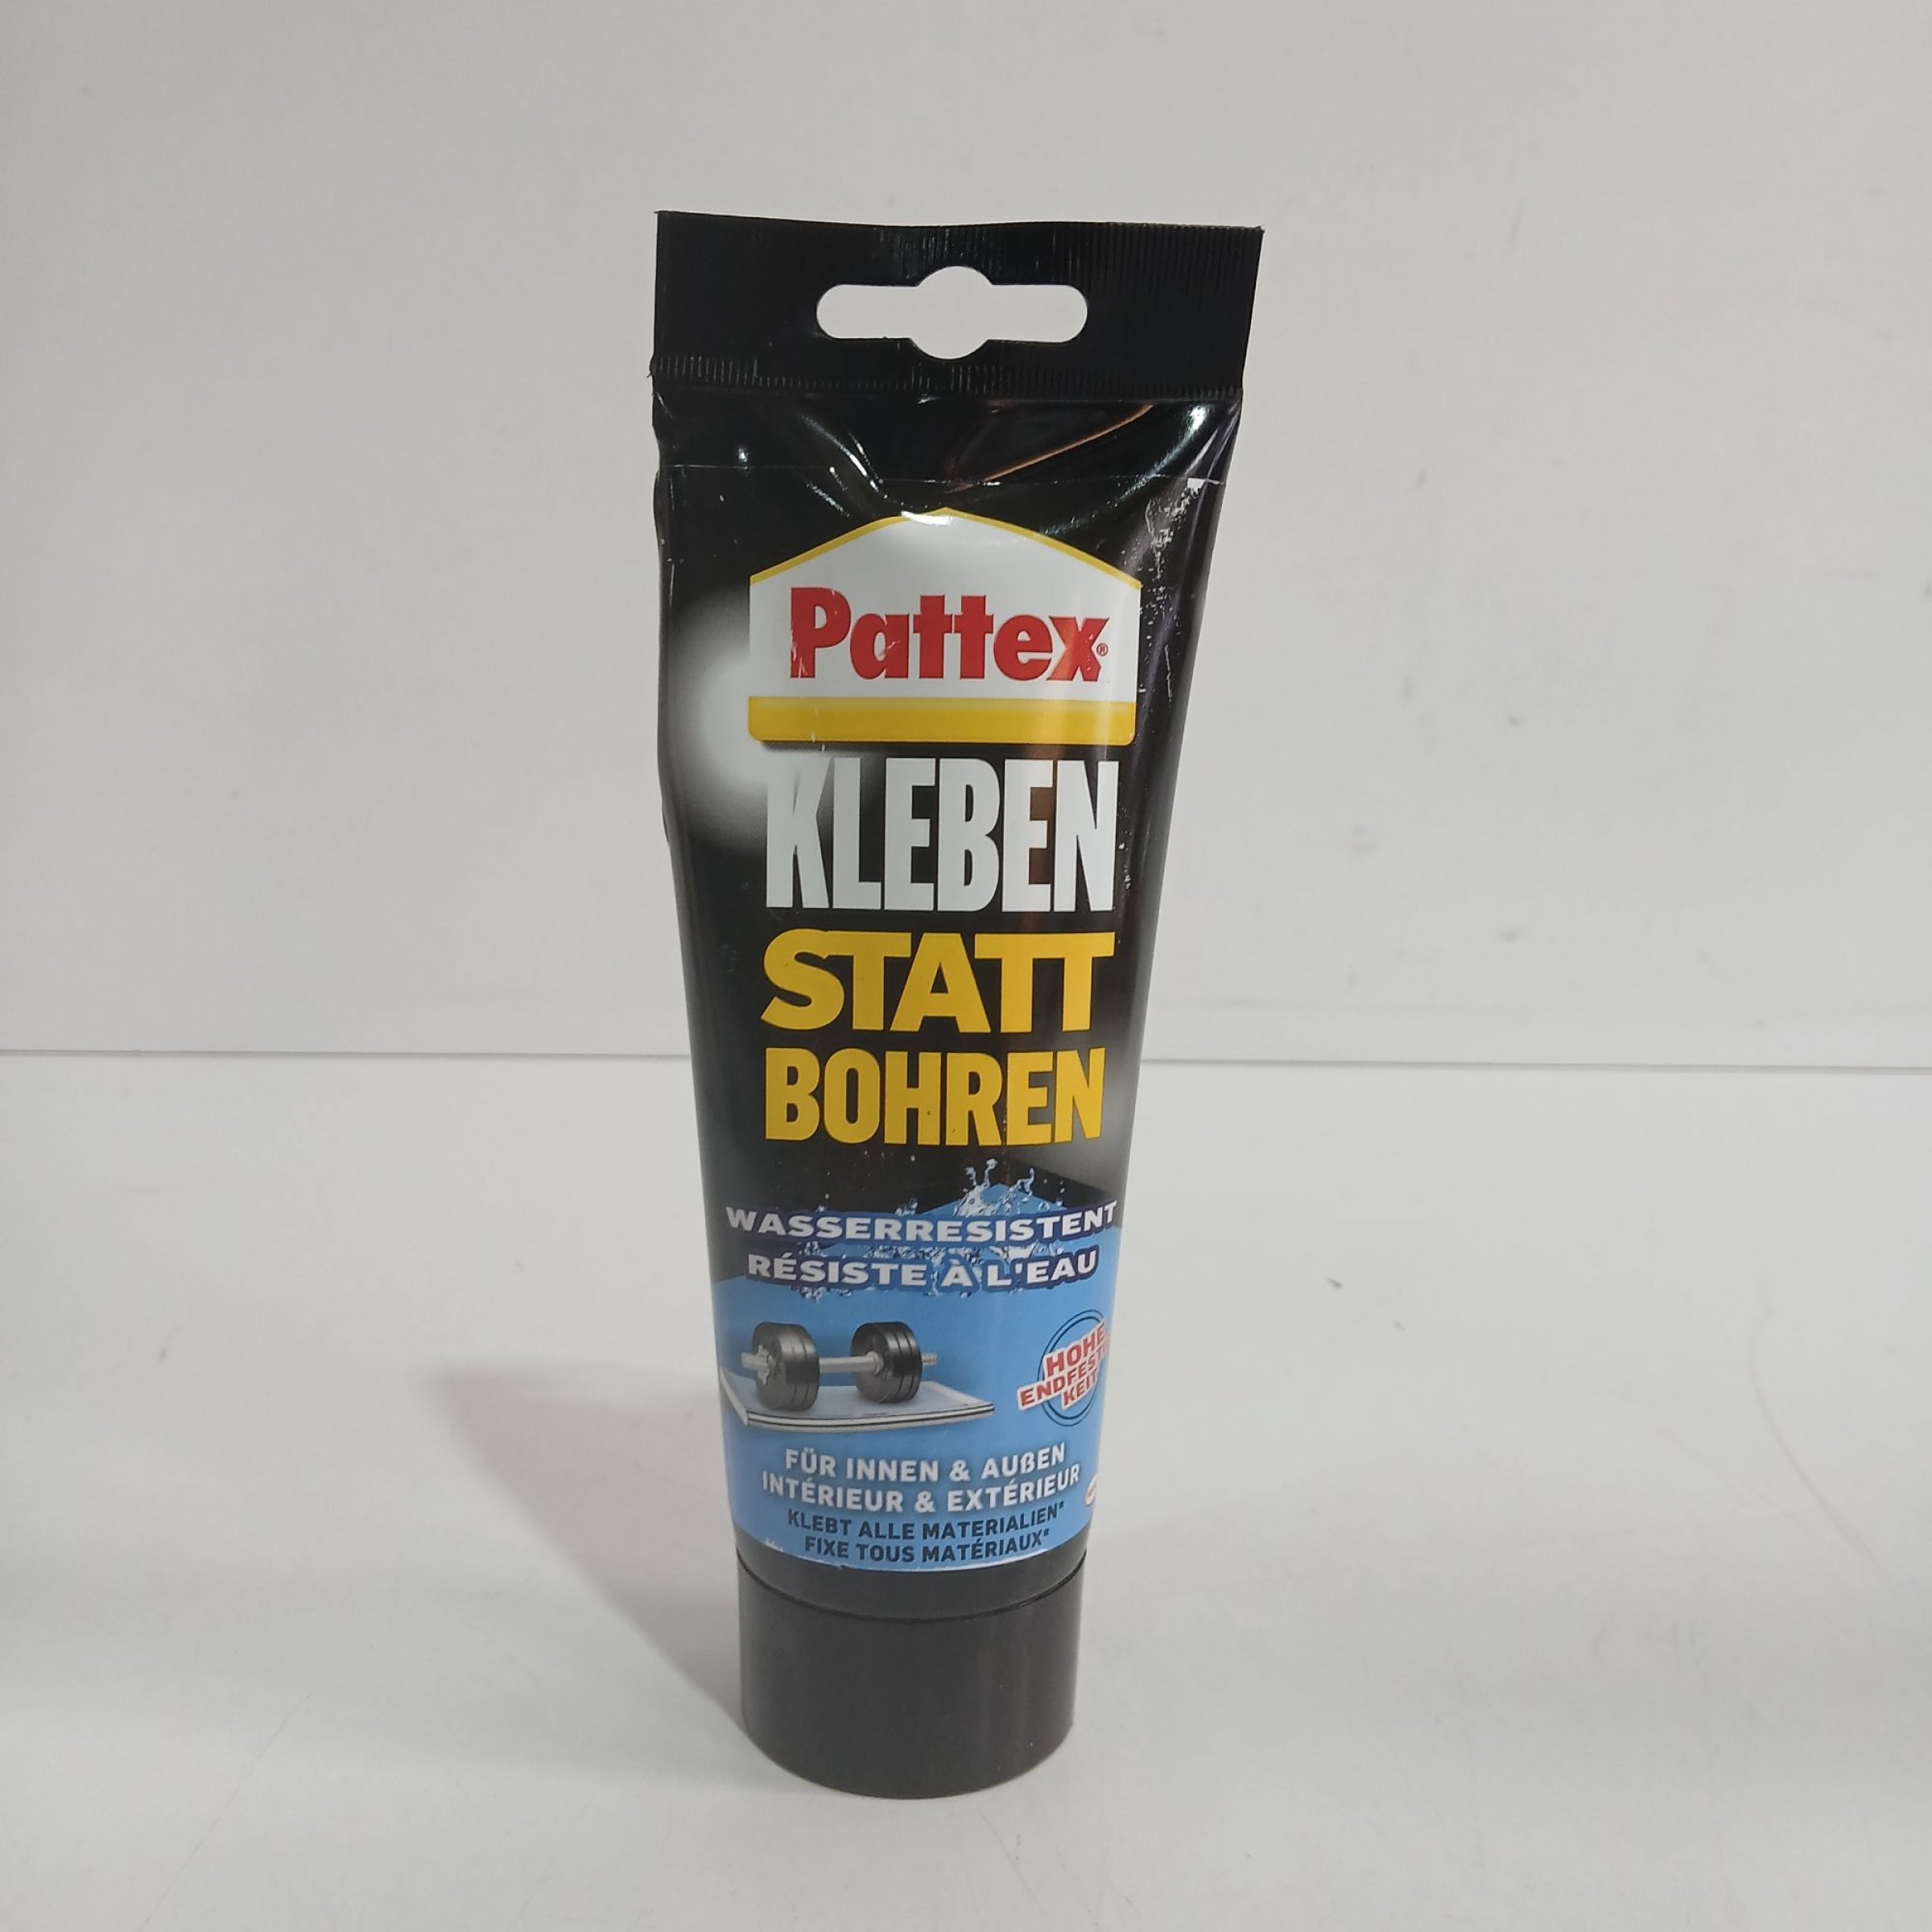 Pattex®
KLEBEN
STATT
BOHREN
WASSERRESISTENT
RÉSISTE À L'EAU
HOHE
ENDFESTI
KEIT
FÜR INNEN & AUßEN
INTÉRIEUR & EXTÉRIEUR
KLEBT ALLE MATERIALIEN*
FIXE TOUS MATÉRIAUX*